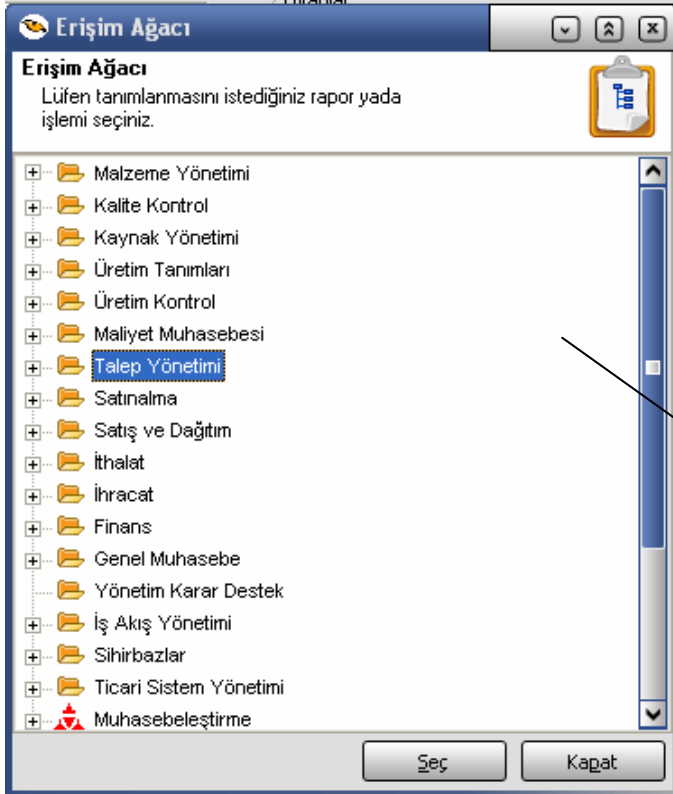 Erişim Ağacı
Erişim Ağacı
Lüfen tanımlanmasını istediğiniz rapor yada
işlemi seçiniz.
Malzeme Yönetimi
Kalite Kontrol
Kaynak Yönetimi
Üretim Tanımları
Üretim Kontrol
Maliyet Muhasebesi
Talep Yönetimi
Satınalma
Satış ve Dağıtım
İthalat
İhracat
Finans
Genel Muhasebe
Yönetim Karar Destek
İş Akış Yönetimi
Sihirbazlar
Ticari Sistem Yönetimi
Muhasebeleştirme
Seç Kapat